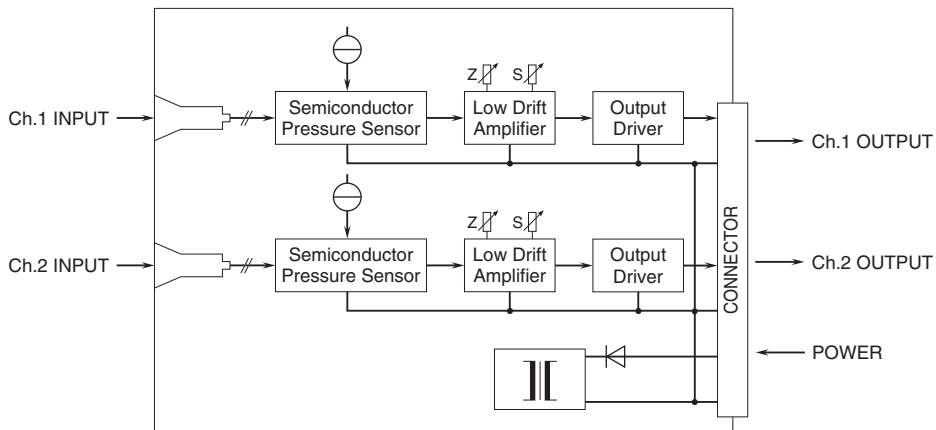 Z S
Ch.1 INPUT
Semiconductor
Pressure Sensor
Low Drift
Amplifier
Output
Driver
Ch.1 OUTPUT
Z S
Ch.2 INPUT
Semiconductor
Pressure Sensor
Low Drift
Amplifier
Output
Driver
Ch.2 OUTPUT
CONNECTOR
POWER